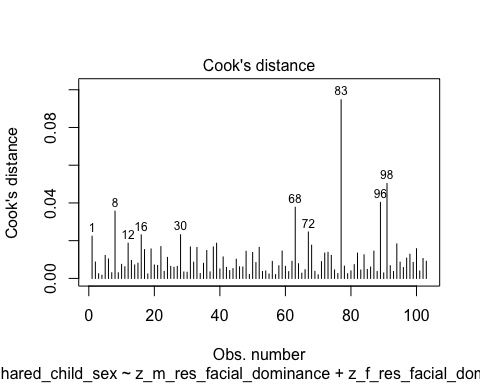 Cook's distance
Cook's distance
0.00 0.04 0.08
1 8 12 16 30 68 72 83 96 98
0 20 40 60 80 100
Obs. number
hared_child_sex ~ z_m_res_facial_dominance + z_f_res_facial_don